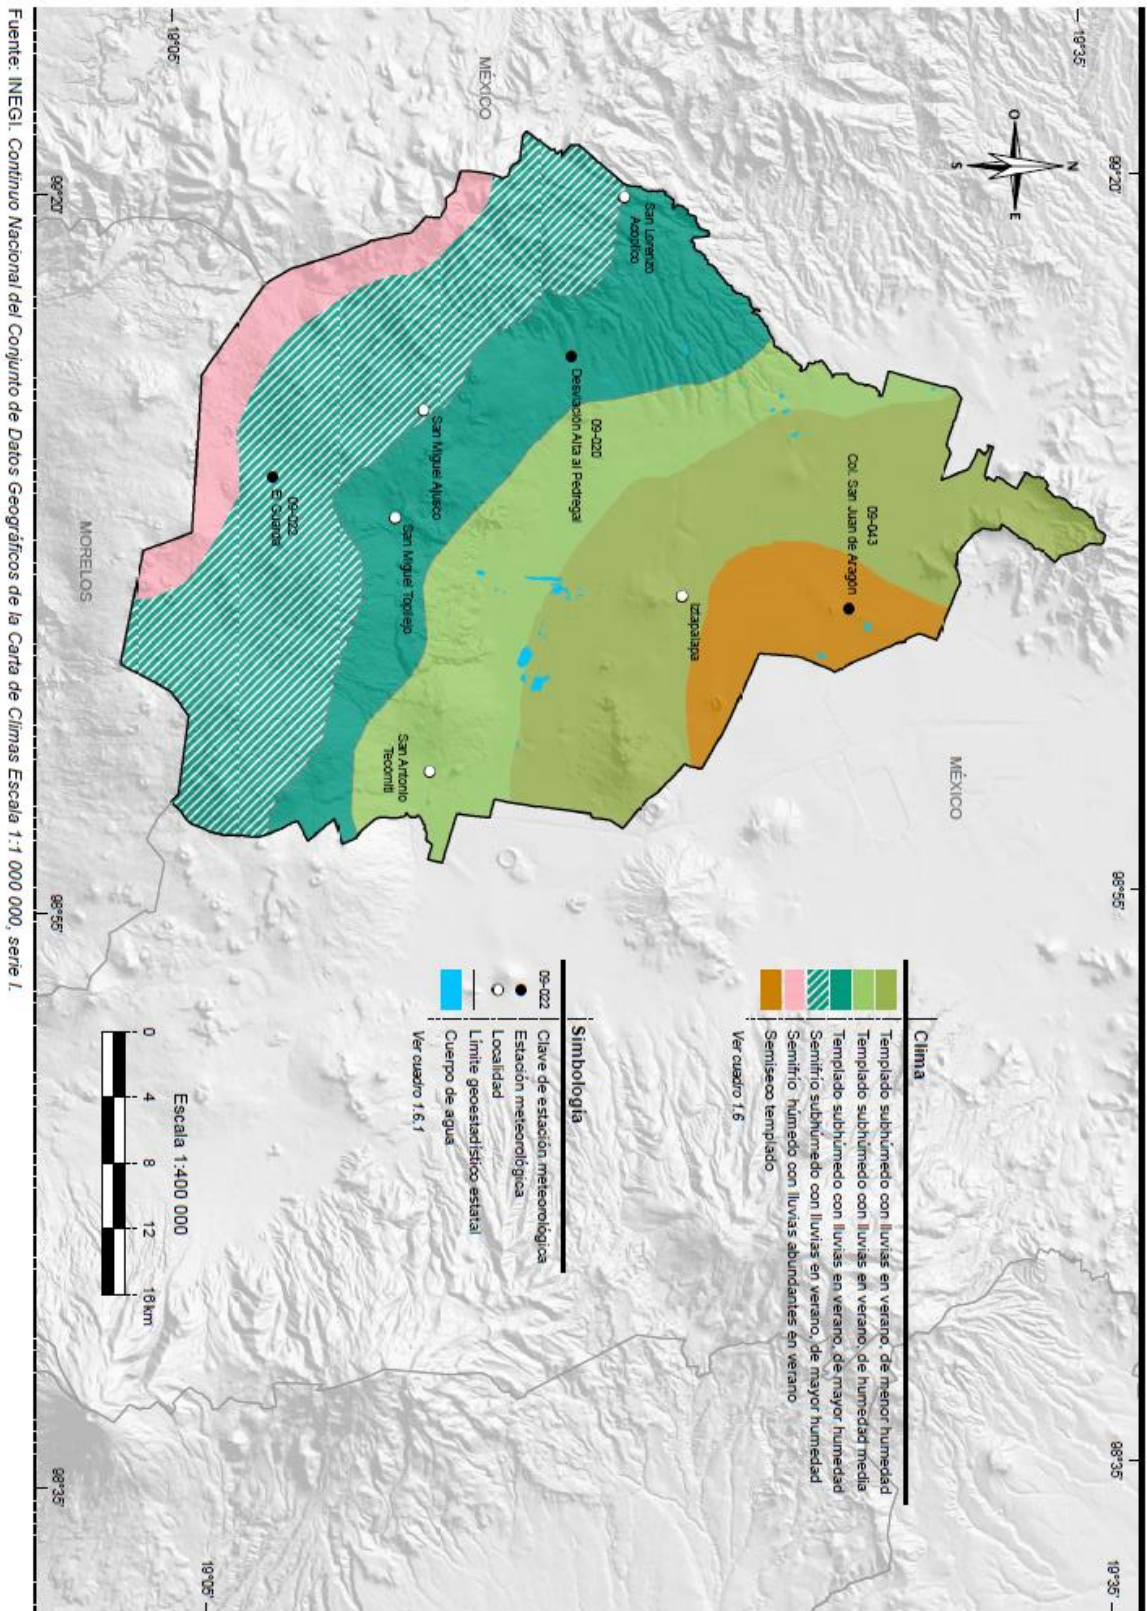 19°35'
99°20'
98°55'
98°35'
19°35'
N
O
E
S
MÉXICO
MÉXICO
MORELOS
09-043
Col. San Juan de Aragón
Iztapalapa
San Lorenzo
Acopilco
09-020
Desviación Alta al Pedregal
San Miguel Ajusco
San Miguel Topilejo
San Antonio
Tecómitl
09-022
El Guarda
19°05'
99°20'
98°55'
98°35'
19°05'
Clima
Templado subhúmedo con lluvias en verano, de menor humedad
Templado subhúmedo con lluvias en verano, de humedad media
Templado subhúmedo con lluvias en verano, de mayor humedad
Semifrío subhúmedo con lluvias en verano, de mayor humedad
Semifrío húmedo con lluvias abundantes en verano
Semiseco templado
Ver cuadro 1.6
Simbología
09-022 Clave de estación meteorológica
Estación meteorológica
Localidad
Límite geoestadístico estatal
Cuerpo de agua
Ver cuadro 1.6.1
Escala 1:400 000
0 4 8 12 16 km
Fuente: INEGI. Continuo Nacional del Conjunto de Datos Geográficos de la Carta de Climas Escala 1:1 000 000, serie I.